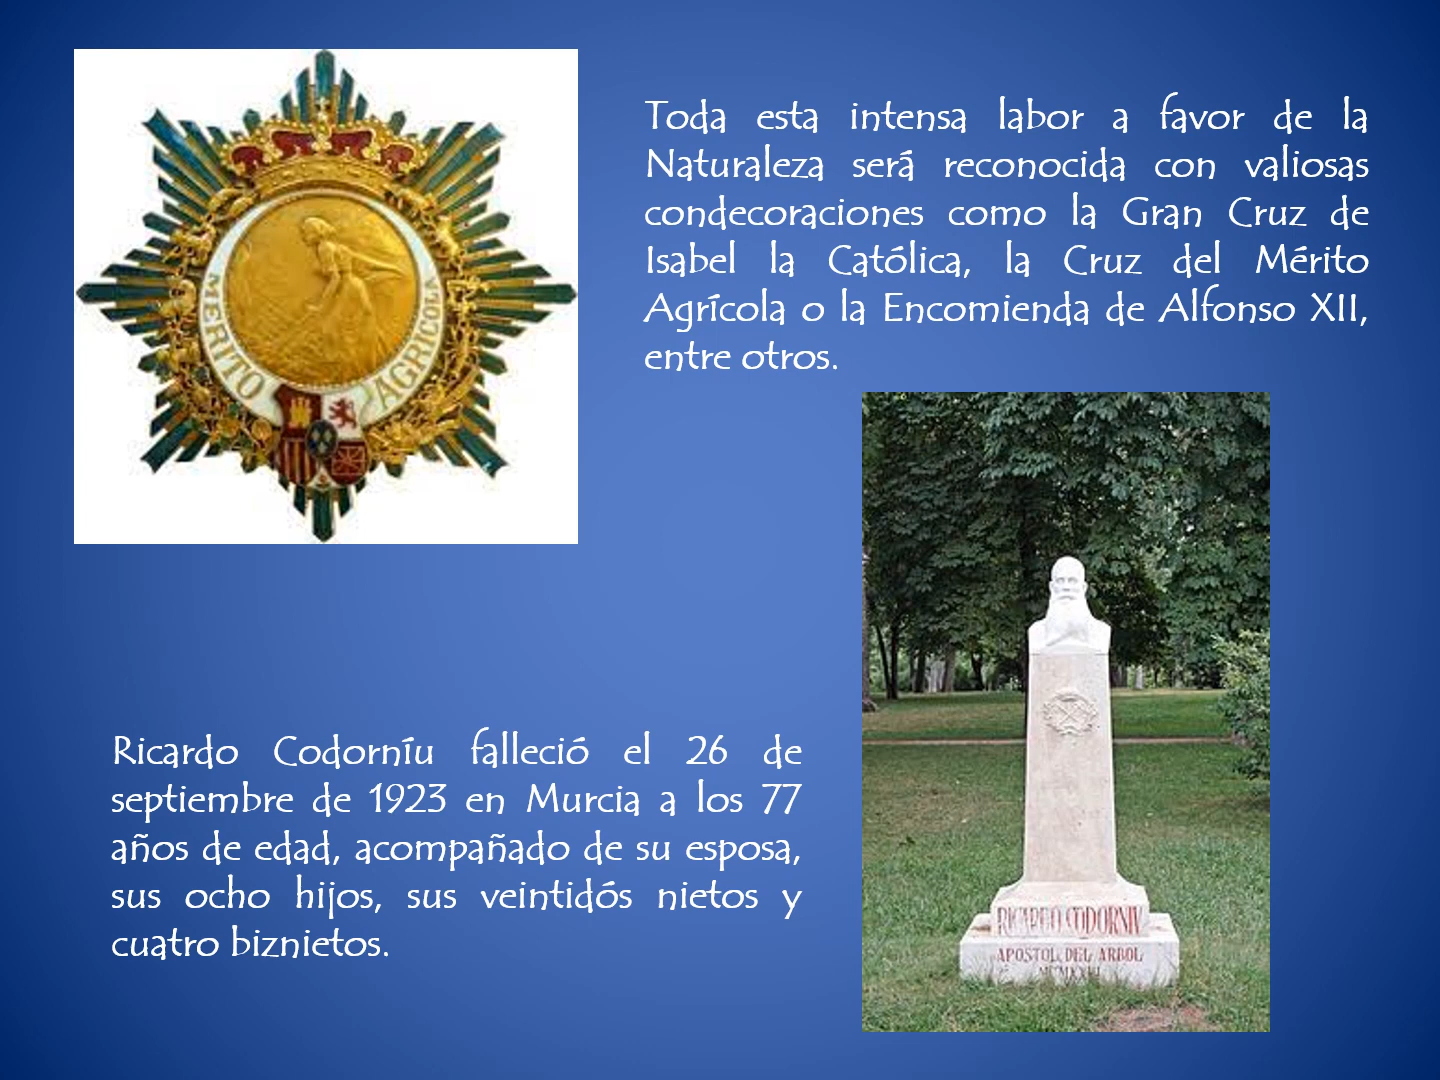 MERITO AGRICOLA
Toda esta intensa labor a favor de la
Naturaleza será reconocida con valiosas
condecoraciones como la Gran Cruz de
Isabel la Católica, la Cruz del Mérito
Agrícola o la Encomienda de Alfonso XII,
entre otros.
Ricardo Codorníu falleció el 26 de
septiembre de 1923 en Murcia a los 77
años de edad, acompañado de su esposa,
sus ocho hijos, sus veintidós nietos y
cuatro biznietos.
RICARDO CODORNIV
APOSTOL DEL ARBOL